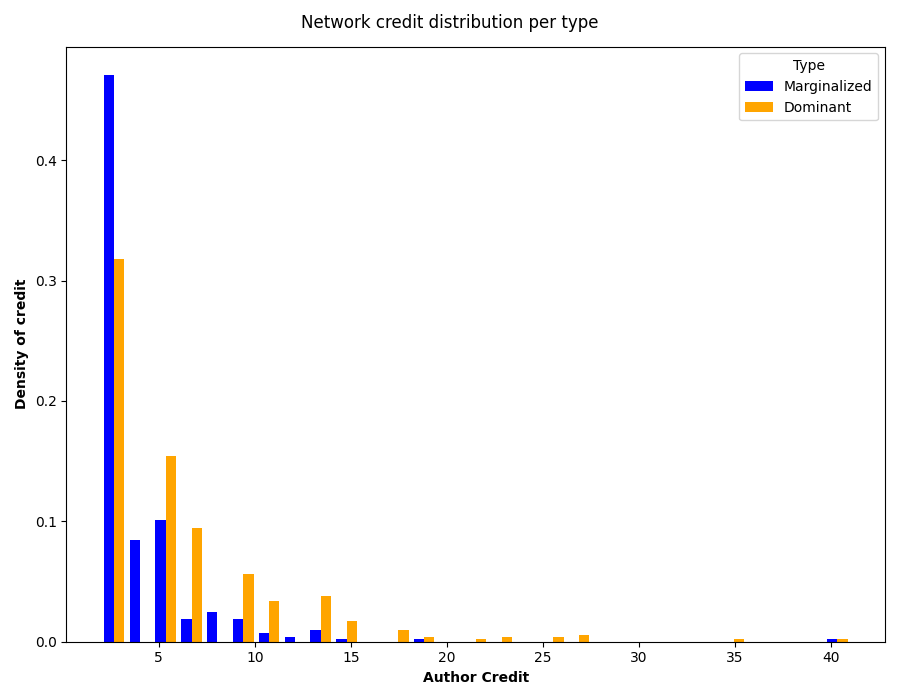 Network credit distribution per type
Type
Marginalized
Dominant
Density of credit
0.4
0.3
0.2
0.1
0.0
5 10 15 20 25 30 35 40
Author Credit